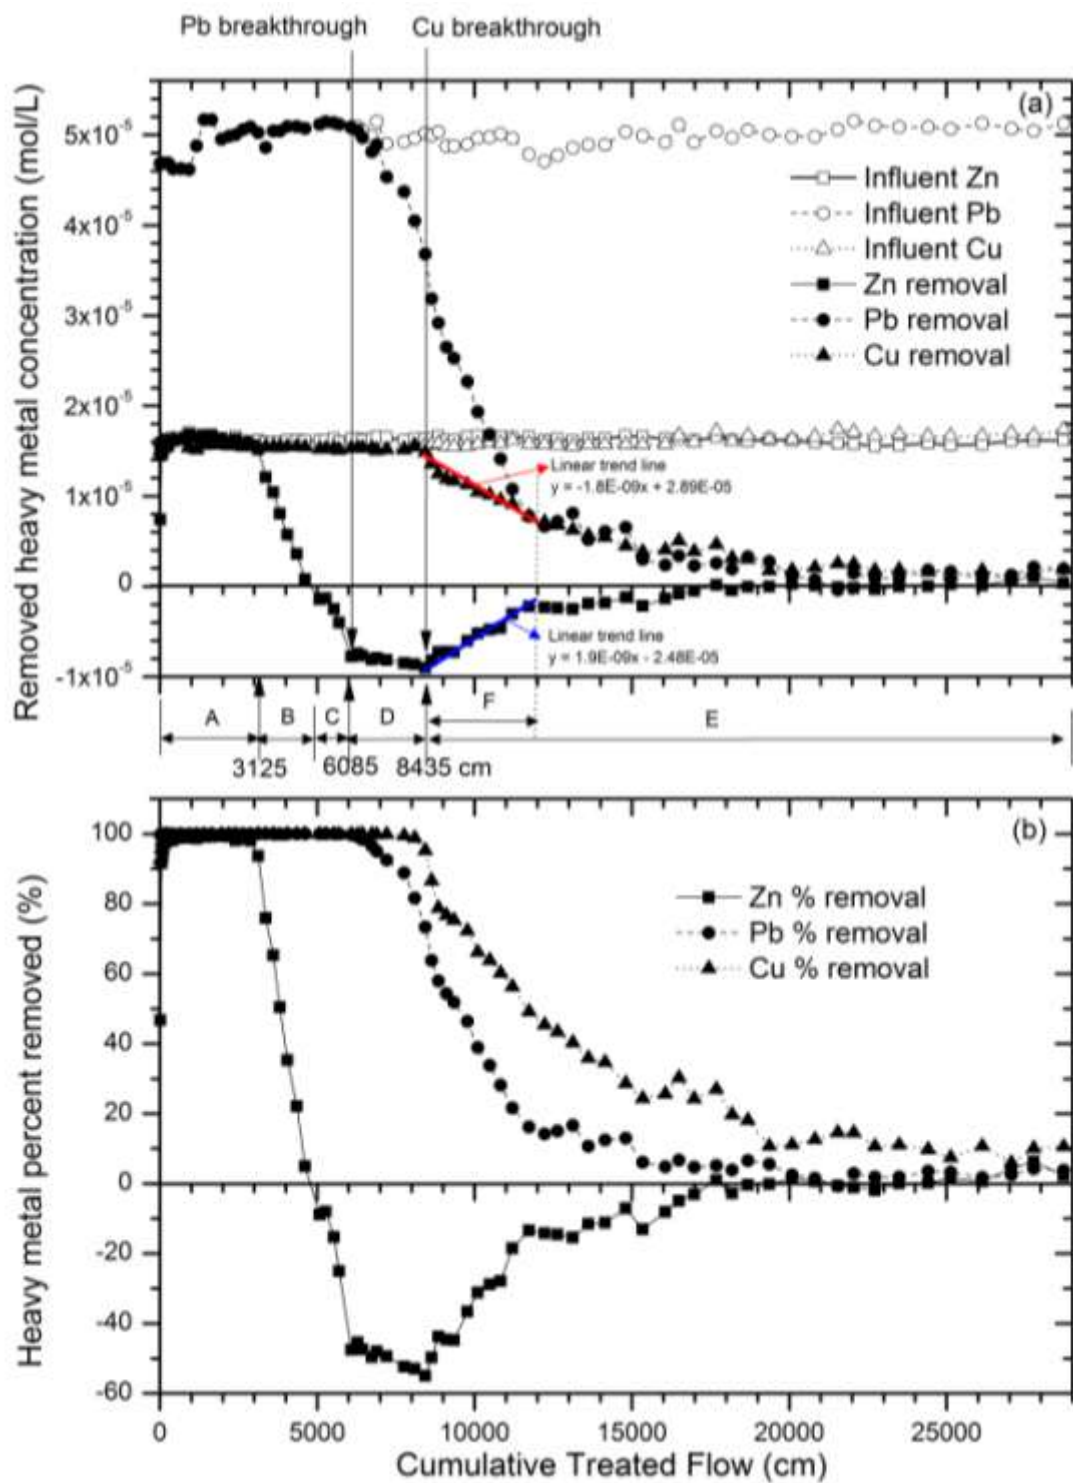 Pb breakthrough Cu breakthrough
Removed heavy metal concentration (mol/L)
(a)
5x10⁻⁵
4x10⁻⁵
3x10⁻⁵
2x10⁻⁵
1x10⁻⁵
0
-1x10⁻⁵
Influent Zn
Influent Pb
Influent Cu
Zn removal
Pb removal
Cu removal
Linear trend line
y = -1.8E-09x + 2.89E-05
Linear trend line
y = 1.9E-09x - 2.48E-05
A B C D F E
3125 6085 8435 cm
Heavy metal percent removed (%)
(b)
100
80
60
40
20
0
-20
-40
-60
Zn % removal
Pb % removal
Cu % removal
0 5000 10000 15000 20000 25000
Cumulative Treated Flow (cm)